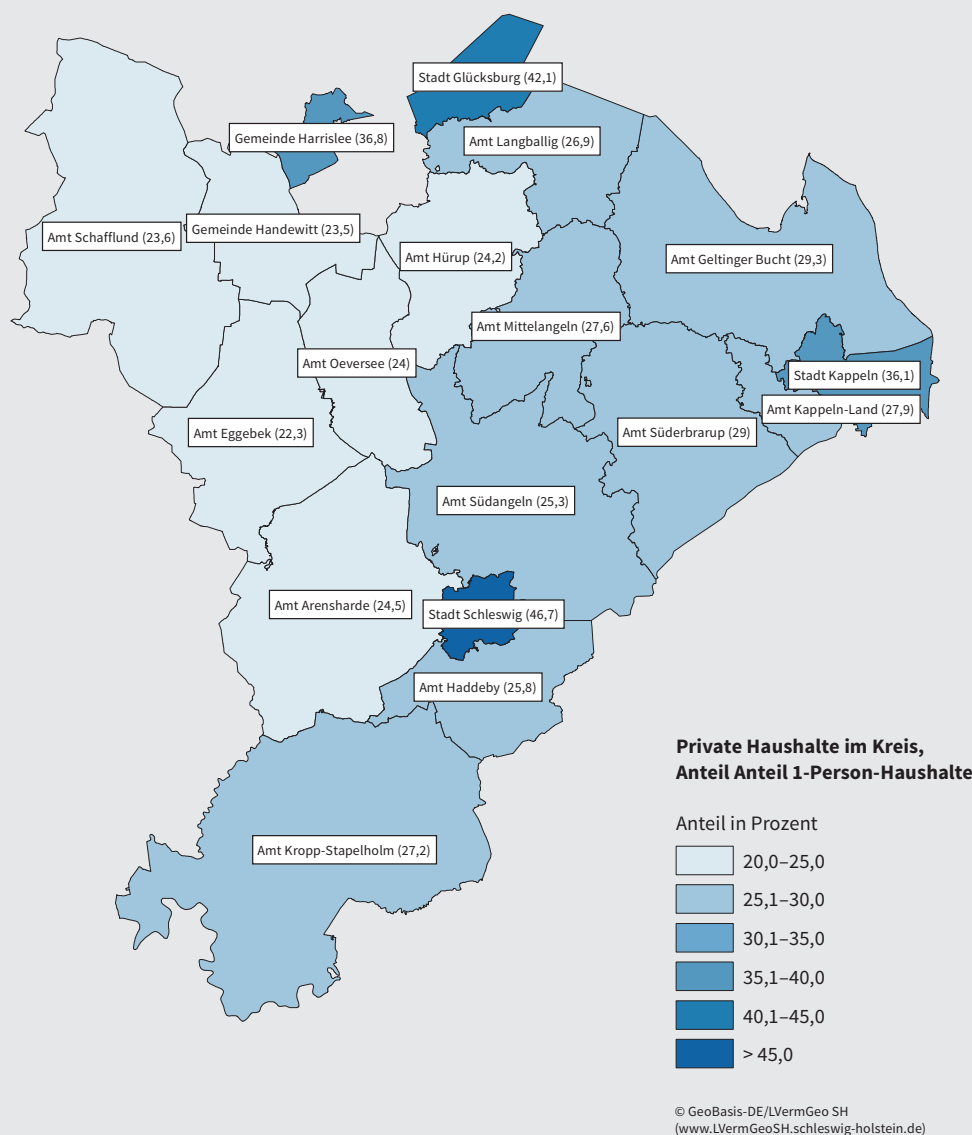 Stadt Glücksburg (42,1)
Gemeinde Harrislee (36,8)
Amt Langballig (26,9)
Amt Schafflund (23,6)
Gemeinde Handewitt (23,5)
Amt Hürup (24,2)
Amt Geltinger Bucht (29,3)
Amt Mittelangeln (27,6)
Amt Oeversee (24)
Stadt Kappeln (36,1)
Amt Kappeln-Land (27,9)
Amt Eggebek (22,3)
Amt Süderbrarup (29)
Amt Südangeln (25,3)
Amt Arensharde (24,5)
Stadt Schleswig (46,7)
Amt Haddeby (25,8)
Amt Kropp-Stapelholm (27,2)
Private Haushalte im Kreis,
Anteil Anteil 1-Person-Haushalte
Anteil in Prozent
20,0–25,0
25,1–30,0
30,1–35,0
35,1–40,0
40,1–45,0
> 45,0
© GeoBasis-DE/LVermGeo SH
(www.LVermGeoSH.schleswig-holstein.de)